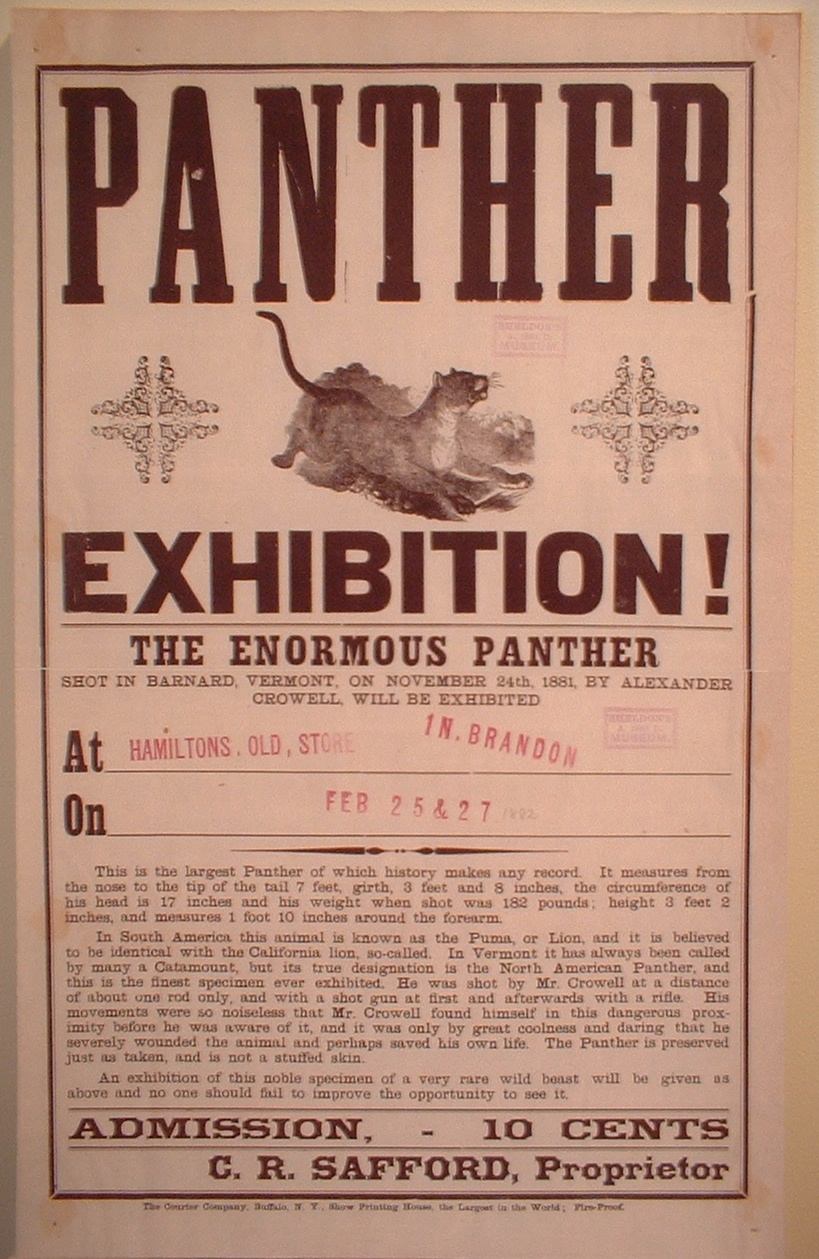 PANTHER
SHELDON'S
MUSEUM.
EXHIBITION!
THE ENORMOUS PANTHER
SHOT IN BARNARD, VERMONT, ON NOVEMBER 24th, 1881, BY ALEXANDER
CROWELL, WILL BE EXHIBITED
At HAMILTONS. OLD, STORE IN. BRANDON
SHELDON'S
MUSEUM.
On FEB 25 & 27 1882
This is the largest Panther of which history makes any record. It measures from
the nose to the tip of the tail 7 feet, girth, 3 feet and 8 inches, the circumference of
his head is 17 inches and his weight when shot was 182 pounds; height 3 feet 2
inches, and measures 1 foot 10 inches around the forearm.
In South America this animal is known as the Puma, or Lion, and it is believed
to be identical with the California lion, so-called. In Vermont it has always been called
by many a Catamount, but its true designation is the North American Panther, and
this is the finest specimen ever exhibited. He was shot by Mr. Crowell at a distance
of about one rod only, and with a shot gun at first and afterwards with a rifle. His
movements were so noiseless that Mr. Crowell found himself in this dangerous prox-
imity before he was aware of it, and it was only by great coolness and daring that he
severely wounded the animal and perhaps saved his own life. The Panther is preserved
just as taken, and is not a stuffed skin.
An exhibition of this noble specimen of a very rare wild beast will be given as
above and no one should fail to improve the opportunity to see it.
ADMISSION, - 10 CENTS
C. R. SAFFORD, Proprietor
The Courier Company, Buffalo, N. Y., Show Printing House, the Largest in the World; Fire-Proof.